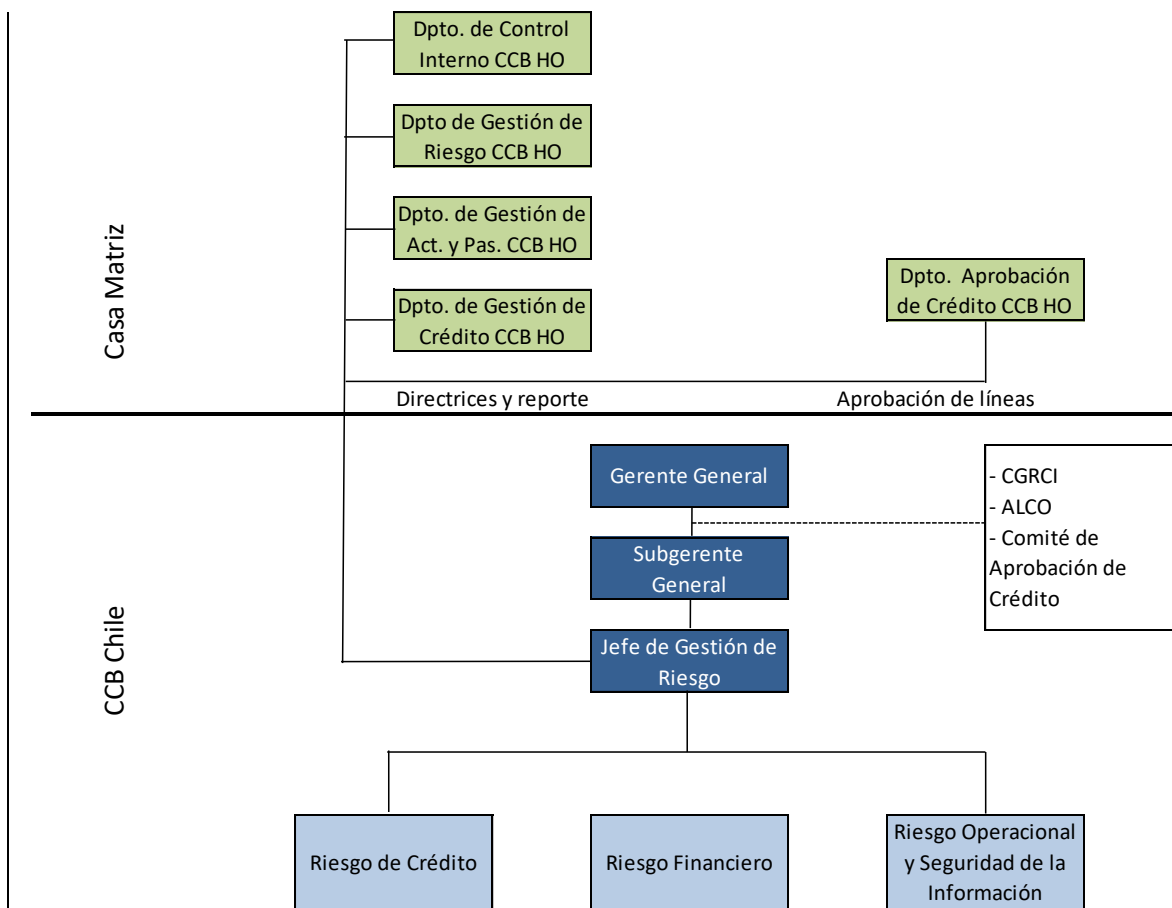 Dpto. de Control
Interno CCB HO
Dpto de Gestión de
Riesgo CCB HO
Dpto. de Gestión de
Act. y Pas. CCB HO
Dpto. de Gestión de
Crédito CCB HO
Dpto. Aprobación
de Crédito CCB HO
Casa Matriz
Directrices y reporte
Aprobación de líneas
CCB Chile
Gerente General
Subgerente
General
Jefe de Gestión de
Riesgo
- CGRCI
- ALCO
- Comité de
Aprobación de
Crédito
Riesgo de Crédito
Riesgo Financiero
Riesgo Operacional
y Seguridad de la
Información